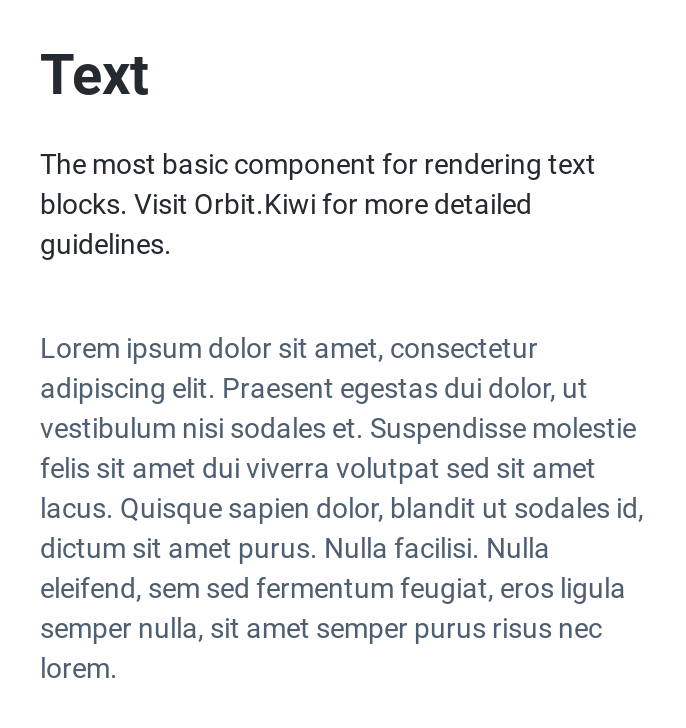 Text
The most basic component for rendering text
blocks. Visit Orbit.Kiwi for more detailed
guidelines.
Lorem ipsum dolor sit amet, consectetur
adipiscing elit. Praesent egestas dui dolor, ut
vestibulum nisi sodales et. Suspendisse molestie
felis sit amet dui viverra volutpat sed sit amet
lacus. Quisque sapien dolor, blandit ut sodales id,
dictum sit amet purus. Nulla facilisi. Nulla
eleifend, sem sed fermentum feugiat, eros ligula
semper nulla, sit amet semper purus risus nec
lorem.